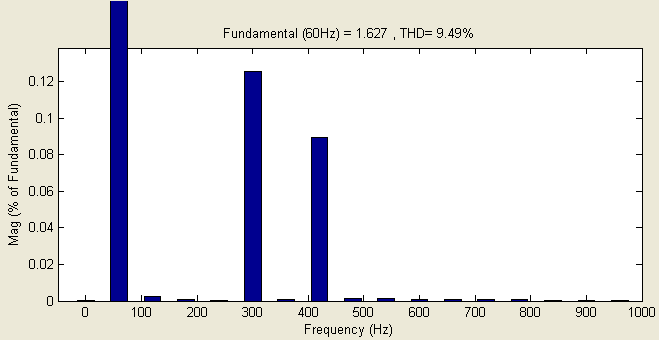 Fundamental (60Hz) = 1.627 , THD= 9.49%
0.12
0.1
0.08
0.06
0.04
0.02
0
Mag (% of Fundamental)
0 100 200 300 400 500 600 700 800 900 1000
Frequency (Hz)